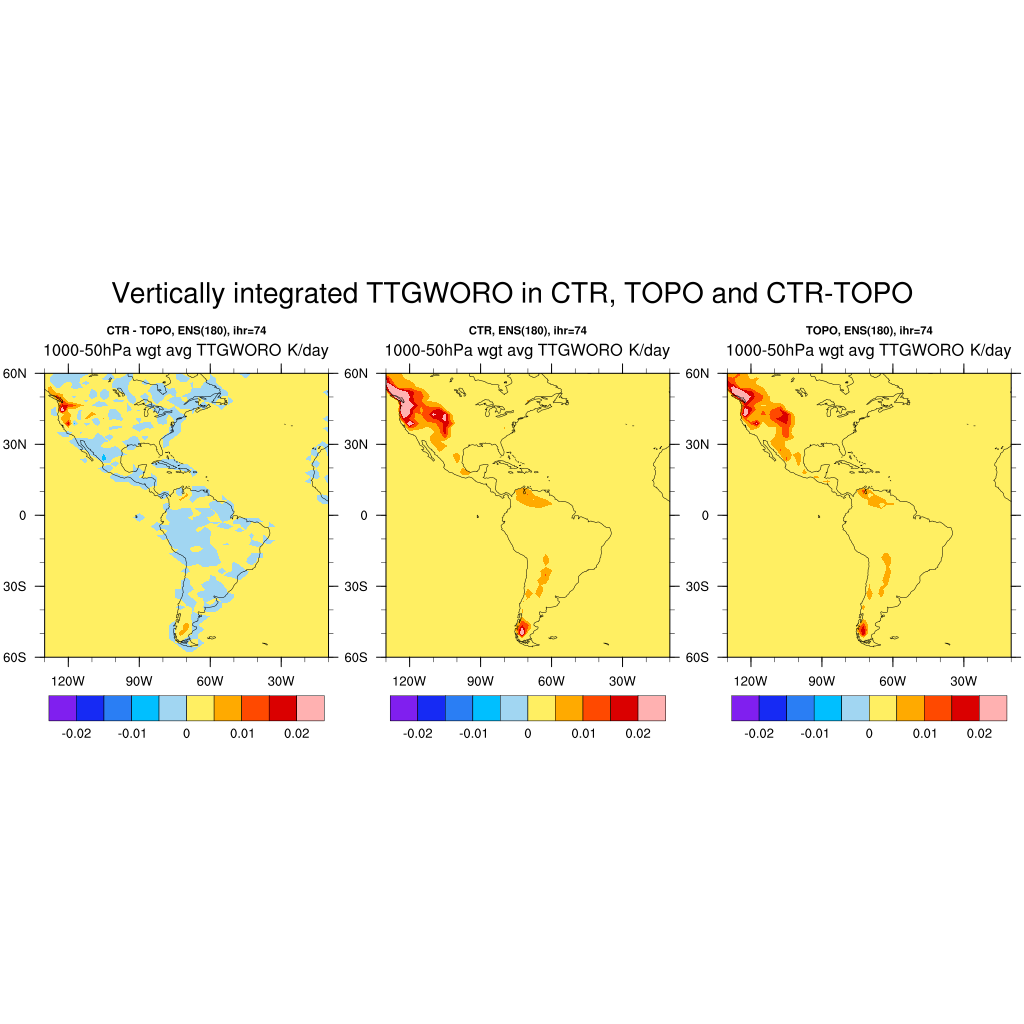 Vertically integrated TTGWORO in CTR, TOPO and CTR-TOPO
CTR - TOPO, ENS(180), ihr=74
1000-50hPa wgt avg TTGWORO K/day
60N
30N
0
30S
60S
120W 90W 60W 30W
-0.02 -0.01 0 0.01 0.02
CTR, ENS(180), ihr=74
1000-50hPa wgt avg TTGWORO K/day
60N
30N
0
30S
60S
120W 90W 60W 30W
-0.02 -0.01 0 0.01 0.02
TOPO, ENS(180), ihr=74
1000-50hPa wgt avg TTGWORO K/day
60N
30N
0
30S
60S
120W 90W 60W 30W
-0.02 -0.01 0 0.01 0.02